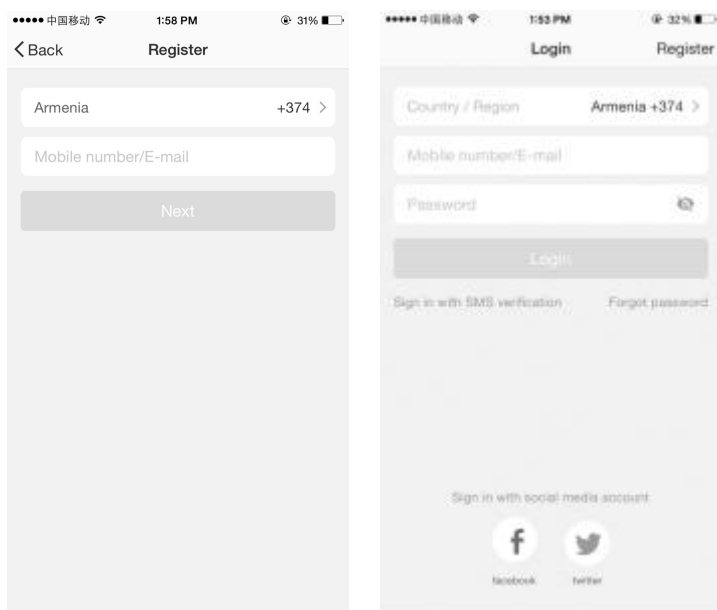 中国移动 1:58 PM 31%
Back Register
Armenia +374
Mobile number/E-mail
Next
中国移动 1:53 PM 32%
Login Register
Country / Region Armenia +374
Mobile number/E-mail
Password
Login
Sign in with SMS verification Forgot password
Sign in with social media account
facebook twitter